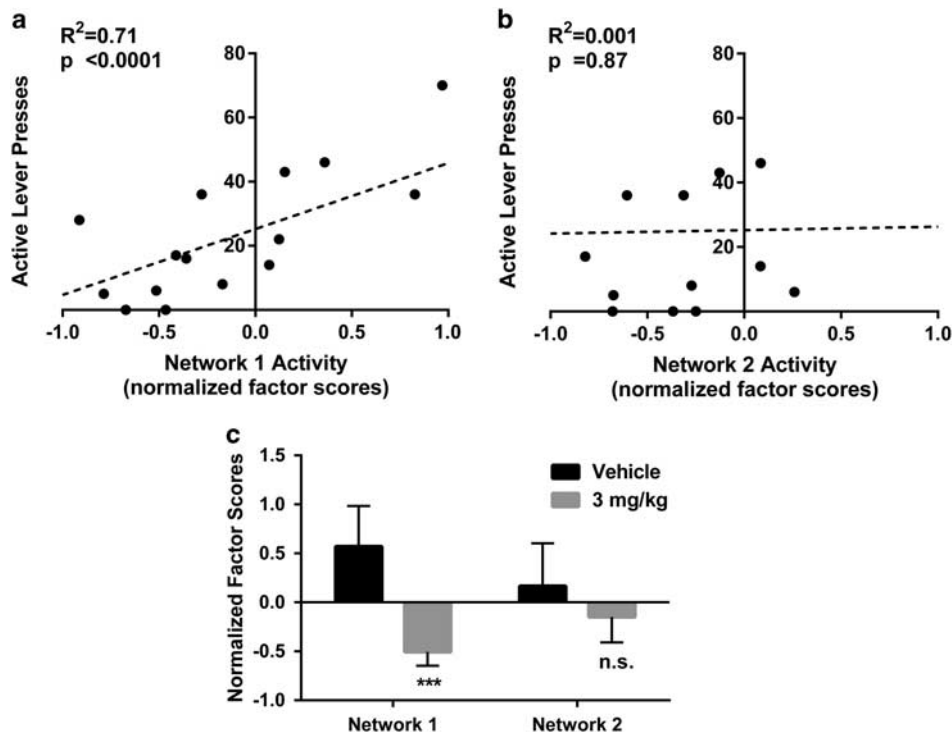 a
R²=0.71
p <0.0001
Active Lever Presses
80
60
40
20
-1.0 -0.5 0.0 0.5 1.0
Network 1 Activity
(normalized factor scores)
b
R²=0.001
p =0.87
Active Lever Presses
80
60
40
20
-1.0 -0.5 0.0 0.5 1.0
Network 2 Activity
(normalized factor scores)
c
Normalized Factor Scores
1.5
1.0
0.5
0.0
-0.5
-1.0
Vehicle
3 mg/kg
***
n.s.
Network 1 Network 2